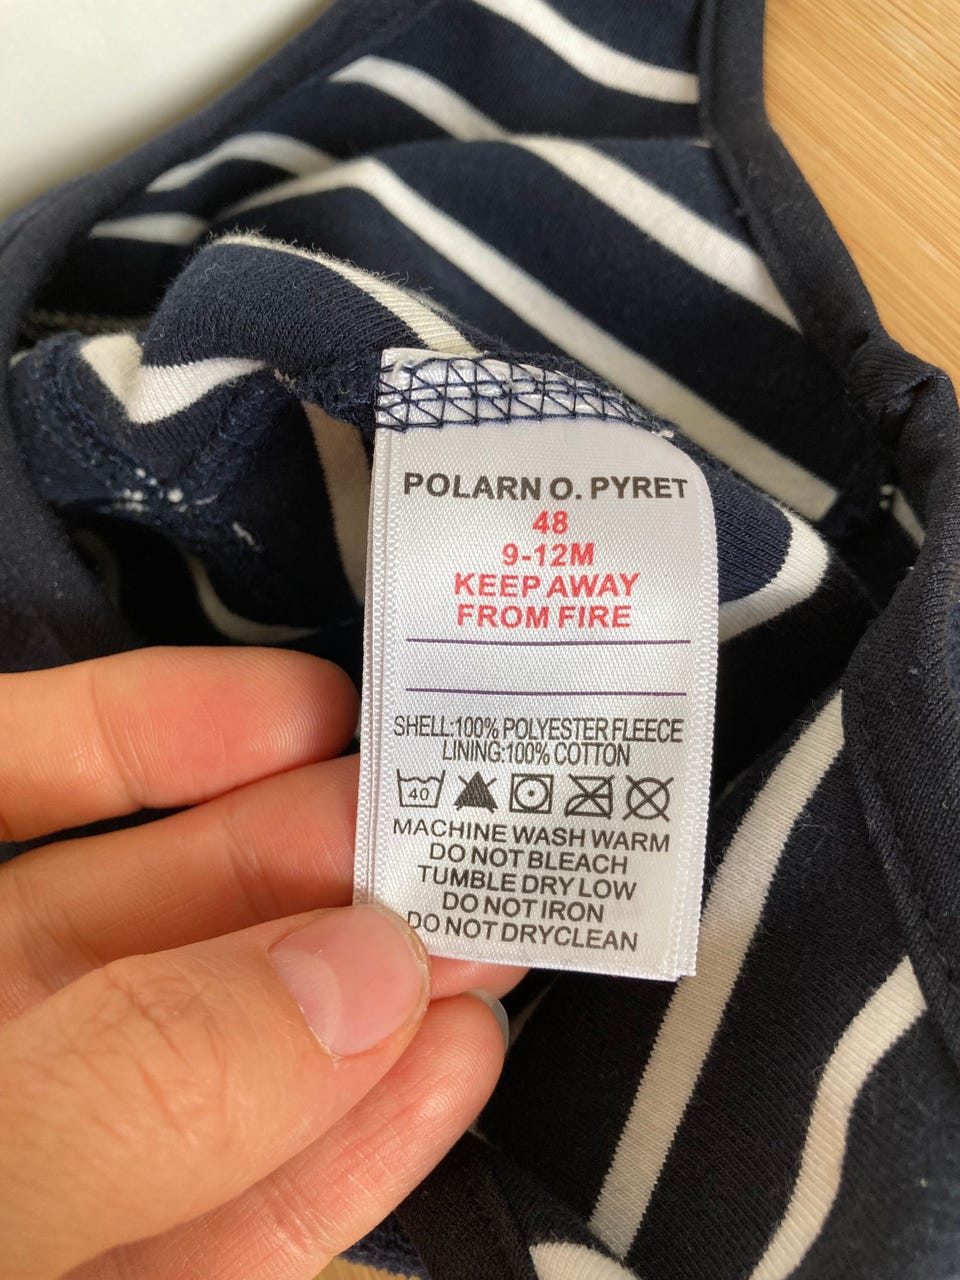 POLARN O. PYRET
48
9-12M
KEEP AWAY
FROM FIRE
SHELL:100% POLYESTER FLEECE
LINING:100% COTTON
40
MACHINE WASH WARM
DO NOT BLEACH
TUMBLE DRY LOW
DO NOT IRON
DO NOT DRYCLEAN